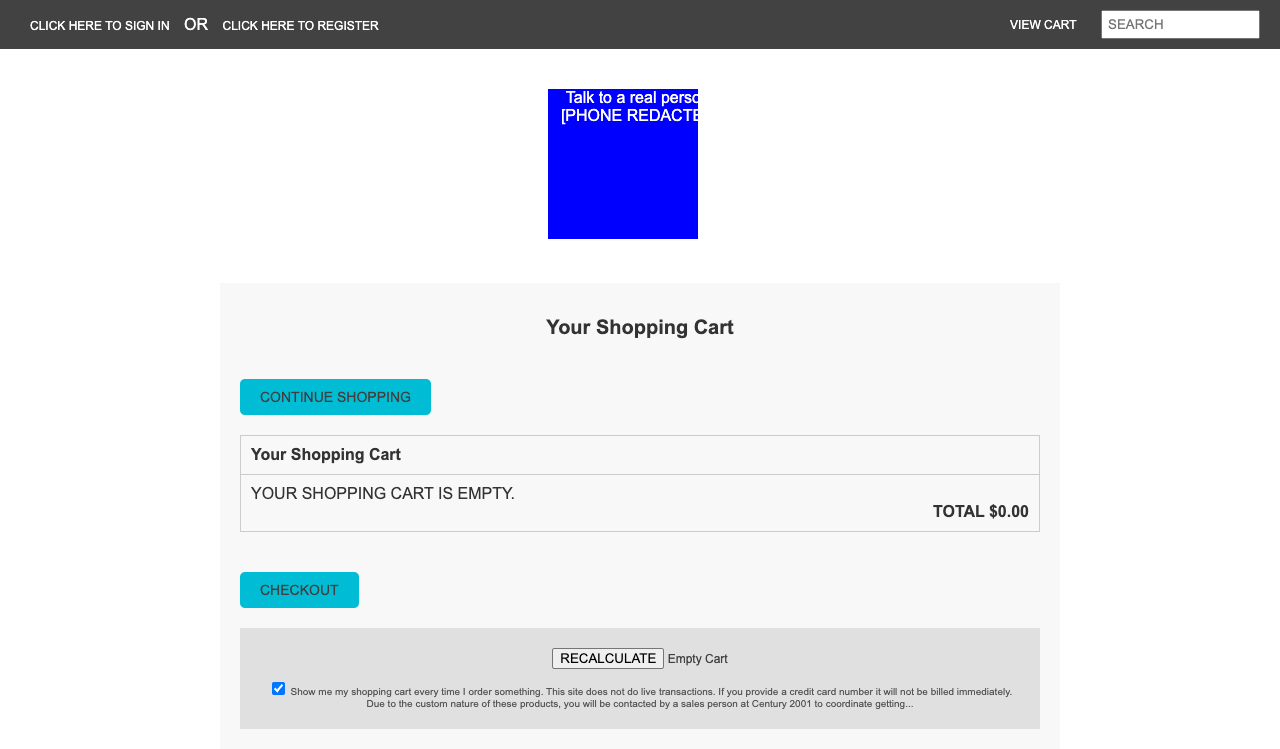 CLICK HERE TO SIGN IN OR CLICK HERE TO REGISTER VIEW CART SEARCH
Talk to a real perso
[PHONE REDACTE
Your Shopping Cart
CONTINUE SHOPPING
Your Shopping Cart
YOUR SHOPPING CART IS EMPTY.
TOTAL $0.00
CHECKOUT
RECALCULATE Empty Cart
Show me my shopping cart every time I order something. This site does not do live transactions. If you provide a credit card number it will not be billed immediately.
Due to the custom nature of these products, you will be contacted by a sales person at Century 2001 to coordinate getting...